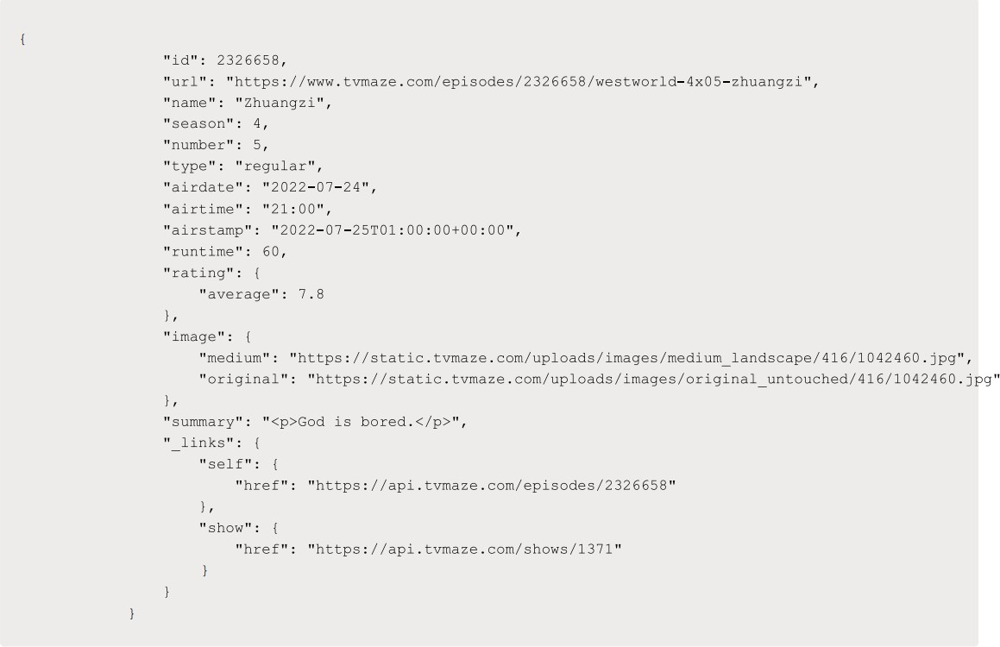 {
"id": 2326658,
"url": "https://www.tvmaze.com/episodes/2326658/westworld-4x05-zhuangzi",
"name": "Zhuangzi",
"season": 4,
"number": 5,
"type": "regular",
"airdate": "2022-07-24",
"airtime": "21:00",
"airstamp": "2022-07-25T01:00:00+00:00",
"runtime": 60,
"rating": {
"average": 7.8
},
"image": {
"medium": "https://static.tvmaze.com/uploads/images/medium_landscape/416/1042460.jpg",
"original": "https://static.tvmaze.com/uploads/images/original_untouched/416/1042460.jpg"
},
"summary": "<p>God is bored.</p>",
"_links": {
"self": {
"href": "https://api.tvmaze.com/episodes/2326658"
},
"show": {
"href": "https://api.tvmaze.com/shows/1371"
}
}
}